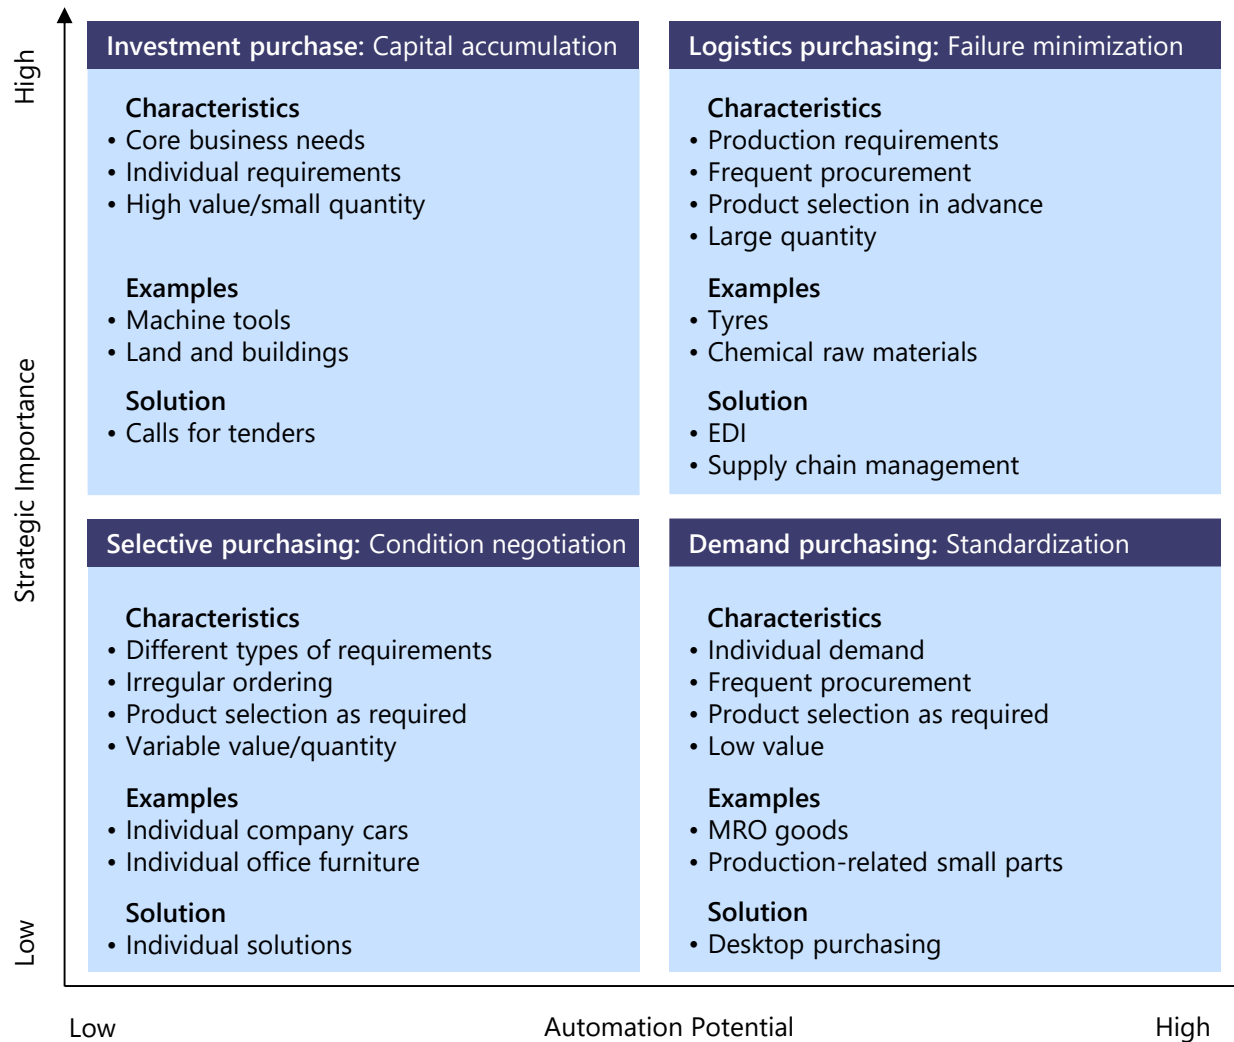 High
Strategic Importance
Low
Investment purchase: Capital accumulation
Characteristics
• Core business needs
• Individual requirements
• High value/small quantity
Examples
• Machine tools
• Land and buildings
Solution
• Calls for tenders
Logistics purchasing: Failure minimization
Characteristics
• Production requirements
• Frequent procurement
• Product selection in advance
• Large quantity
Examples
• Tyres
• Chemical raw materials
Solution
• EDI
• Supply chain management
Selective purchasing: Condition negotiation
Characteristics
• Different types of requirements
• Irregular ordering
• Product selection as required
• Variable value/quantity
Examples
• Individual company cars
• Individual office furniture
Solution
• Individual solutions
Demand purchasing: Standardization
Characteristics
• Individual demand
• Frequent procurement
• Product selection as required
• Low value
Examples
• MRO goods
• Production-related small parts
Solution
• Desktop purchasing
Low
Automation Potential
High